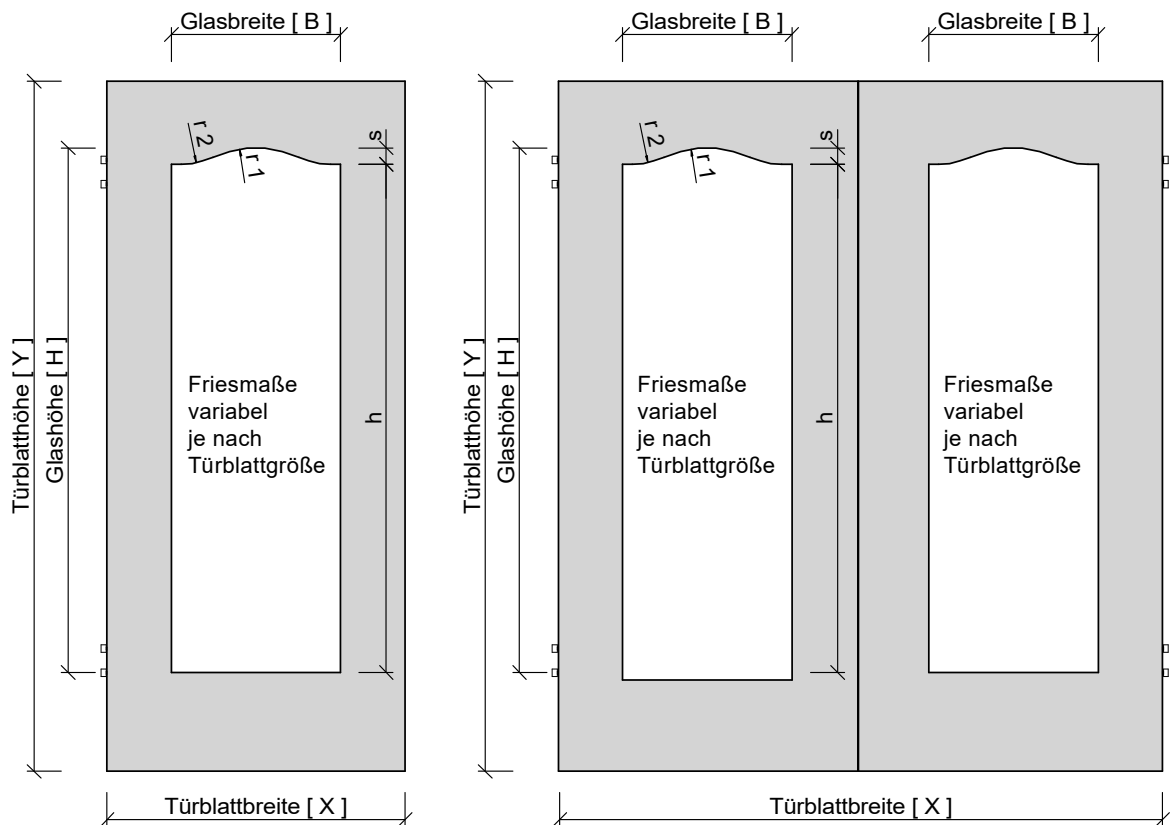 Glasbreite [ B ]
Glasbreite [ B ]
Glasbreite [ B ]
r 2
r 1
s
r 2
r 1
s
Türblatthöhe [ Y ]
Glashöhe [ H ]
Friesmaße
variabel
je nach
Türblattgröße
h
Türblatthöhe [ Y ]
Glashöhe [ H ]
Friesmaße
variabel
je nach
Türblattgröße
h
Friesmaße
variabel
je nach
Türblattgröße
Türblattbreite [ X ]
Türblattbreite [ X ]